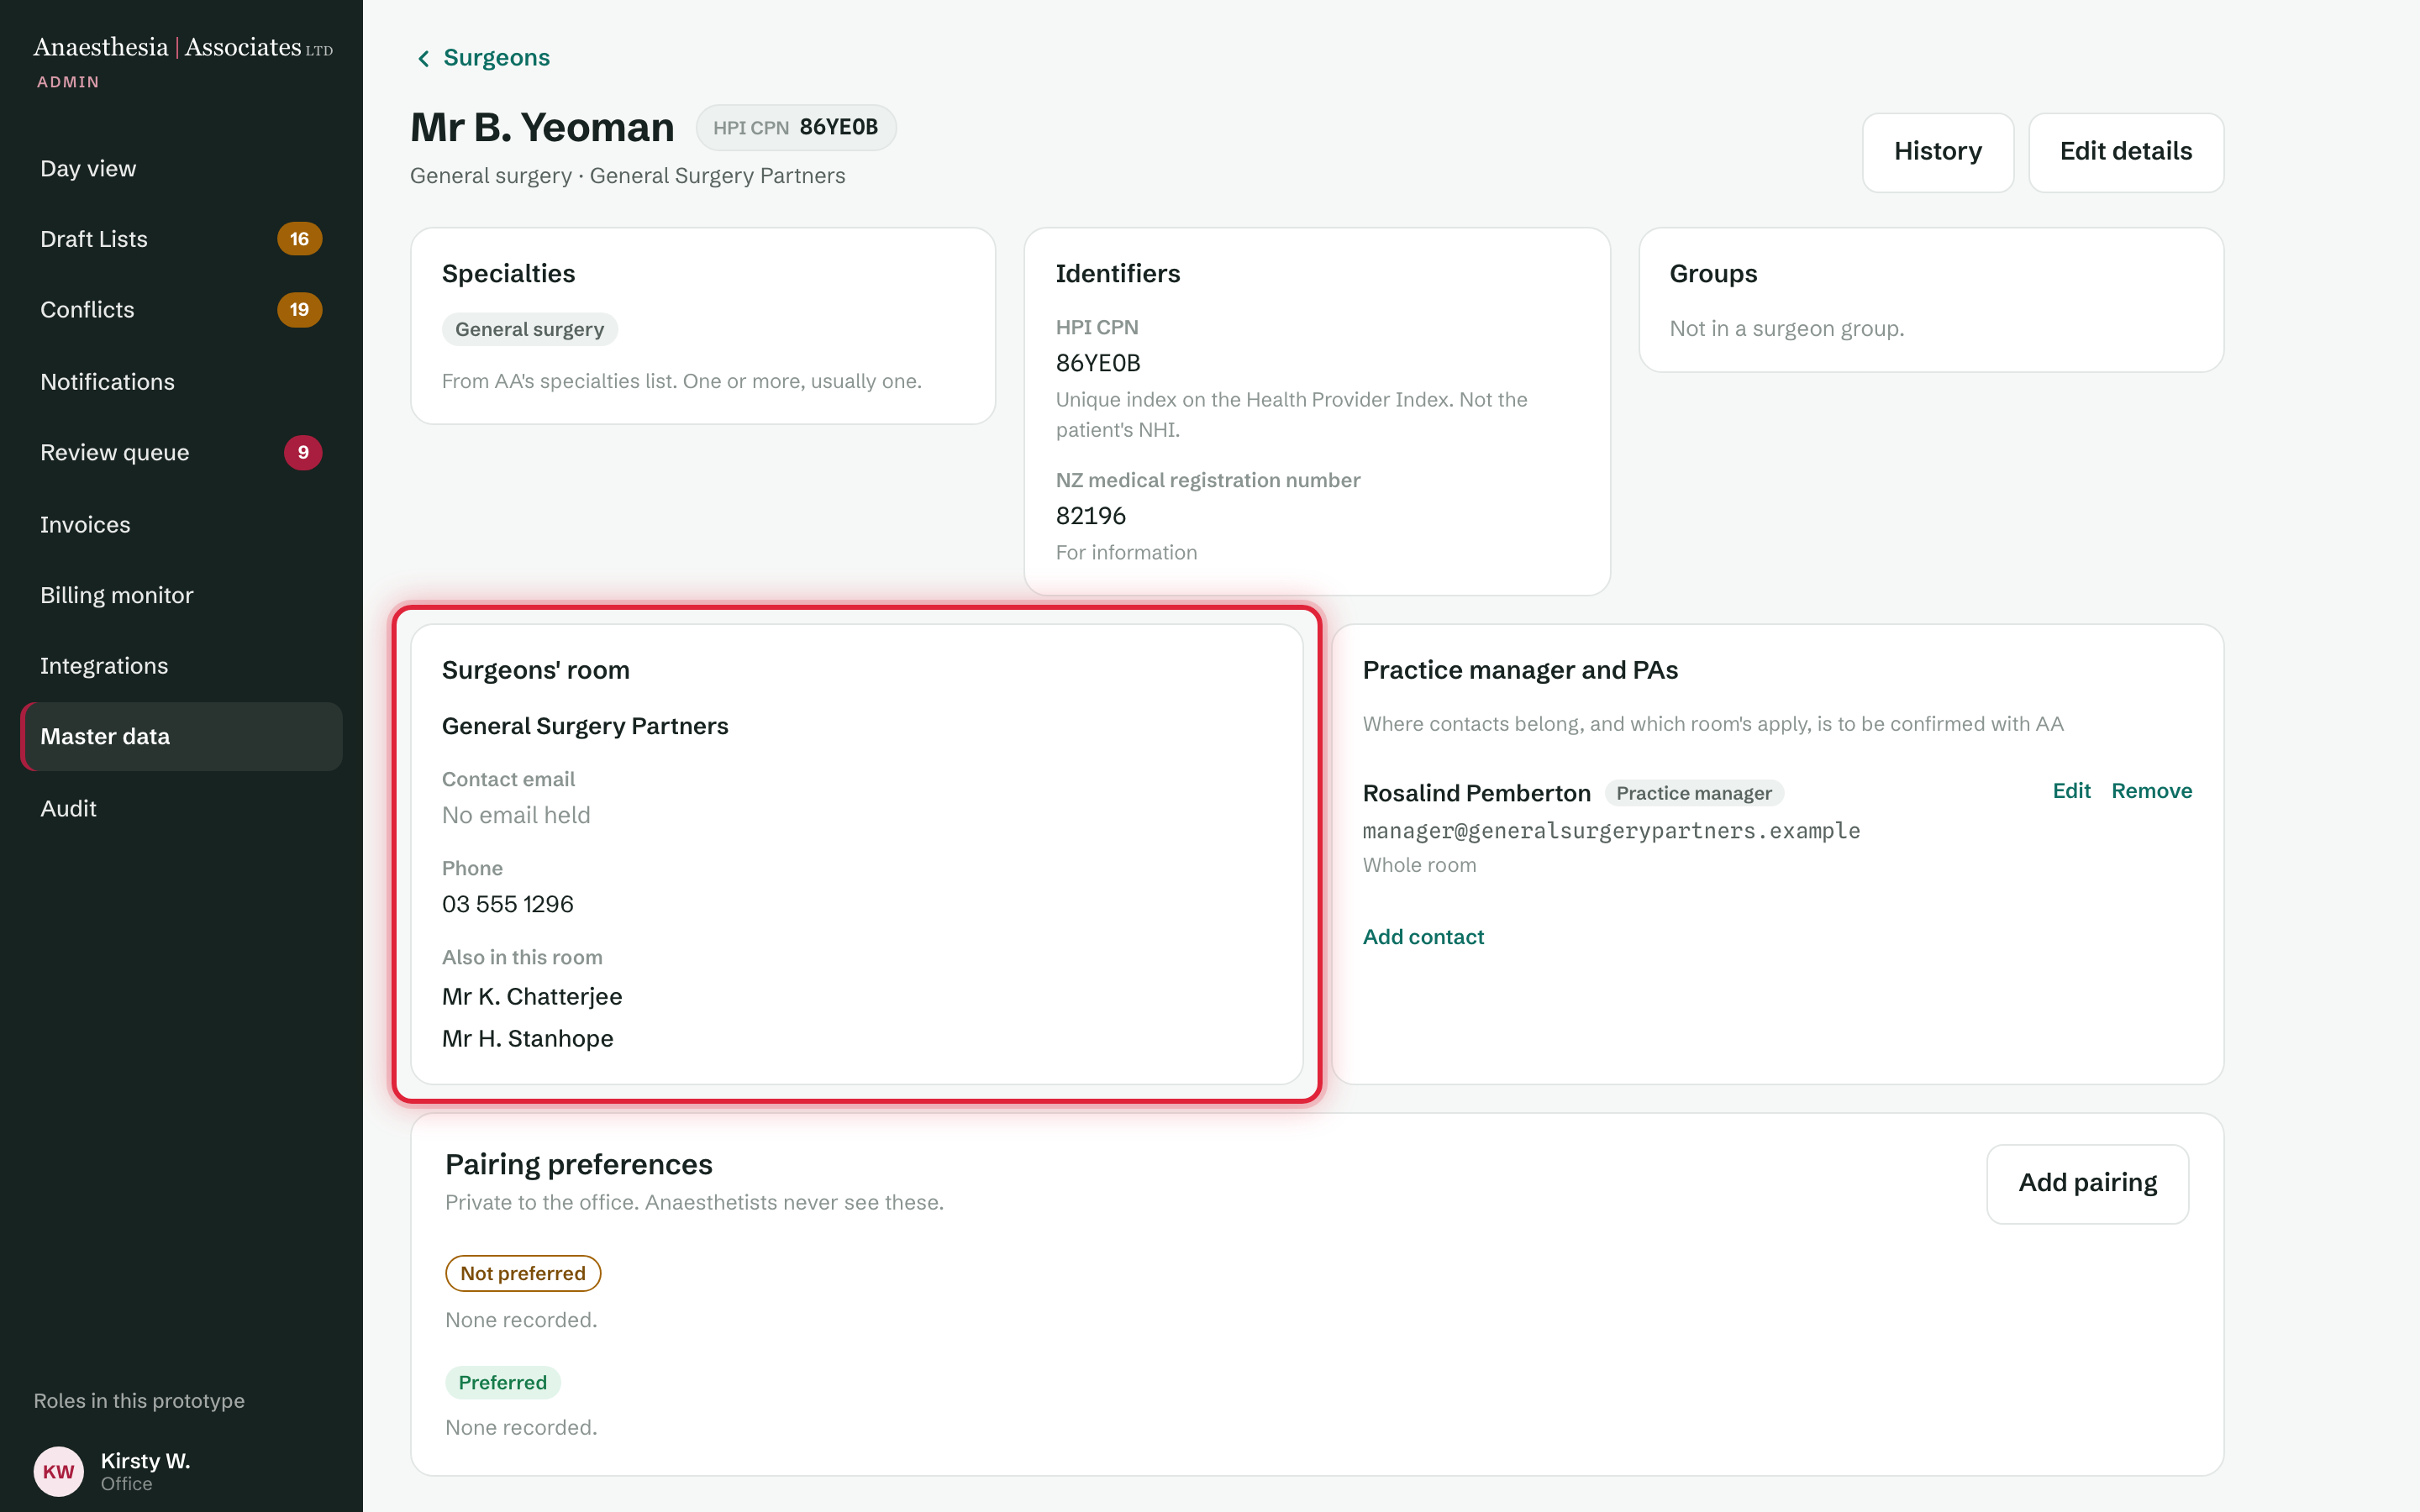 Anaesthesia | Associates LTD
ADMIN
Day view
Draft Lists 16
Conflicts 19
Notifications
Review queue 9
Invoices
Billing monitor
Integrations
Master data
Audit
Roles in this prototype
KW Kirsty W.
Office
Surgeons
Mr B. Yeoman HPI CPN 86YE0B
General surgery · General Surgery Partners
History Edit details
Specialties
General surgery
From AA's specialties list. One or more, usually one.
Identifiers
HPI CPN
86YE0B
Unique index on the Health Provider Index. Not the
patient's NHI.
NZ medical registration number
82196
For information
Groups
Not in a surgeon group.
Surgeons' room
General Surgery Partners
Contact email
No email held
Phone
03 555 1296
Also in this room
Mr K. Chatterjee
Mr H. Stanhope
Practice manager and PAs
Where contacts belong, and which room's apply, is to be confirmed with AA
Rosalind Pemberton Practice manager Edit Remove
manager@generalsurgerypartners.example
Whole room
Add contact
Pairing preferences
Private to the office. Anaesthetists never see these.
Add pairing
Not preferred
None recorded.
Preferred
None recorded.